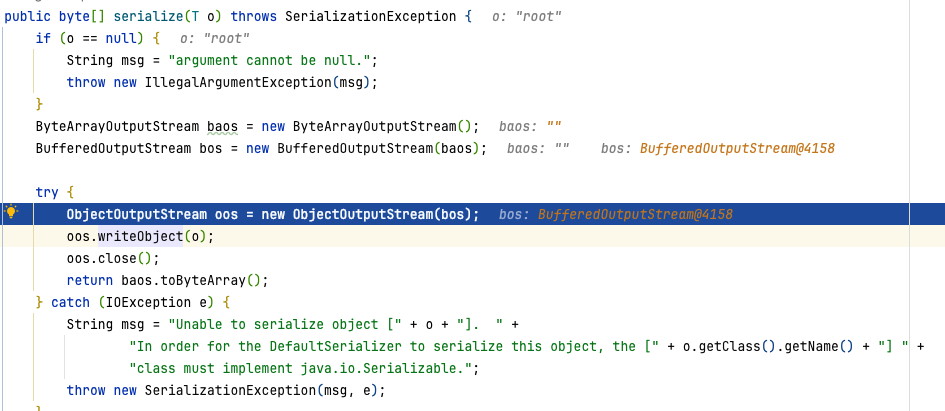 public byte[] serialize(T o) throws SerializationException {   o: "root"
    if (o == null) {   o: "root"
        String msg = "argument cannot be null.";
        throw new IllegalArgumentException(msg);
    }
    ByteArrayOutputStream baos = new ByteArrayOutputStream();   baos: ""
    BufferedOutputStream bos = new BufferedOutputStream(baos);   baos: ""    bos: BufferedOutputStream@4158
    try {
        ObjectOutputStream oos = new ObjectOutputStream(bos);   bos: BufferedOutputStream@4158
        oos.writeObject(o);
        oos.close();
        return baos.toByteArray();
    } catch (IOException e) {
        String msg = "Unable to serialize object [" + o + "].  " +
                "In order for the DefaultSerializer to serialize this object, the [" + o.getClass().getName() + "] " +
                "class must implement java.io.Serializable.";
        throw new SerializationException(msg, e);
    }